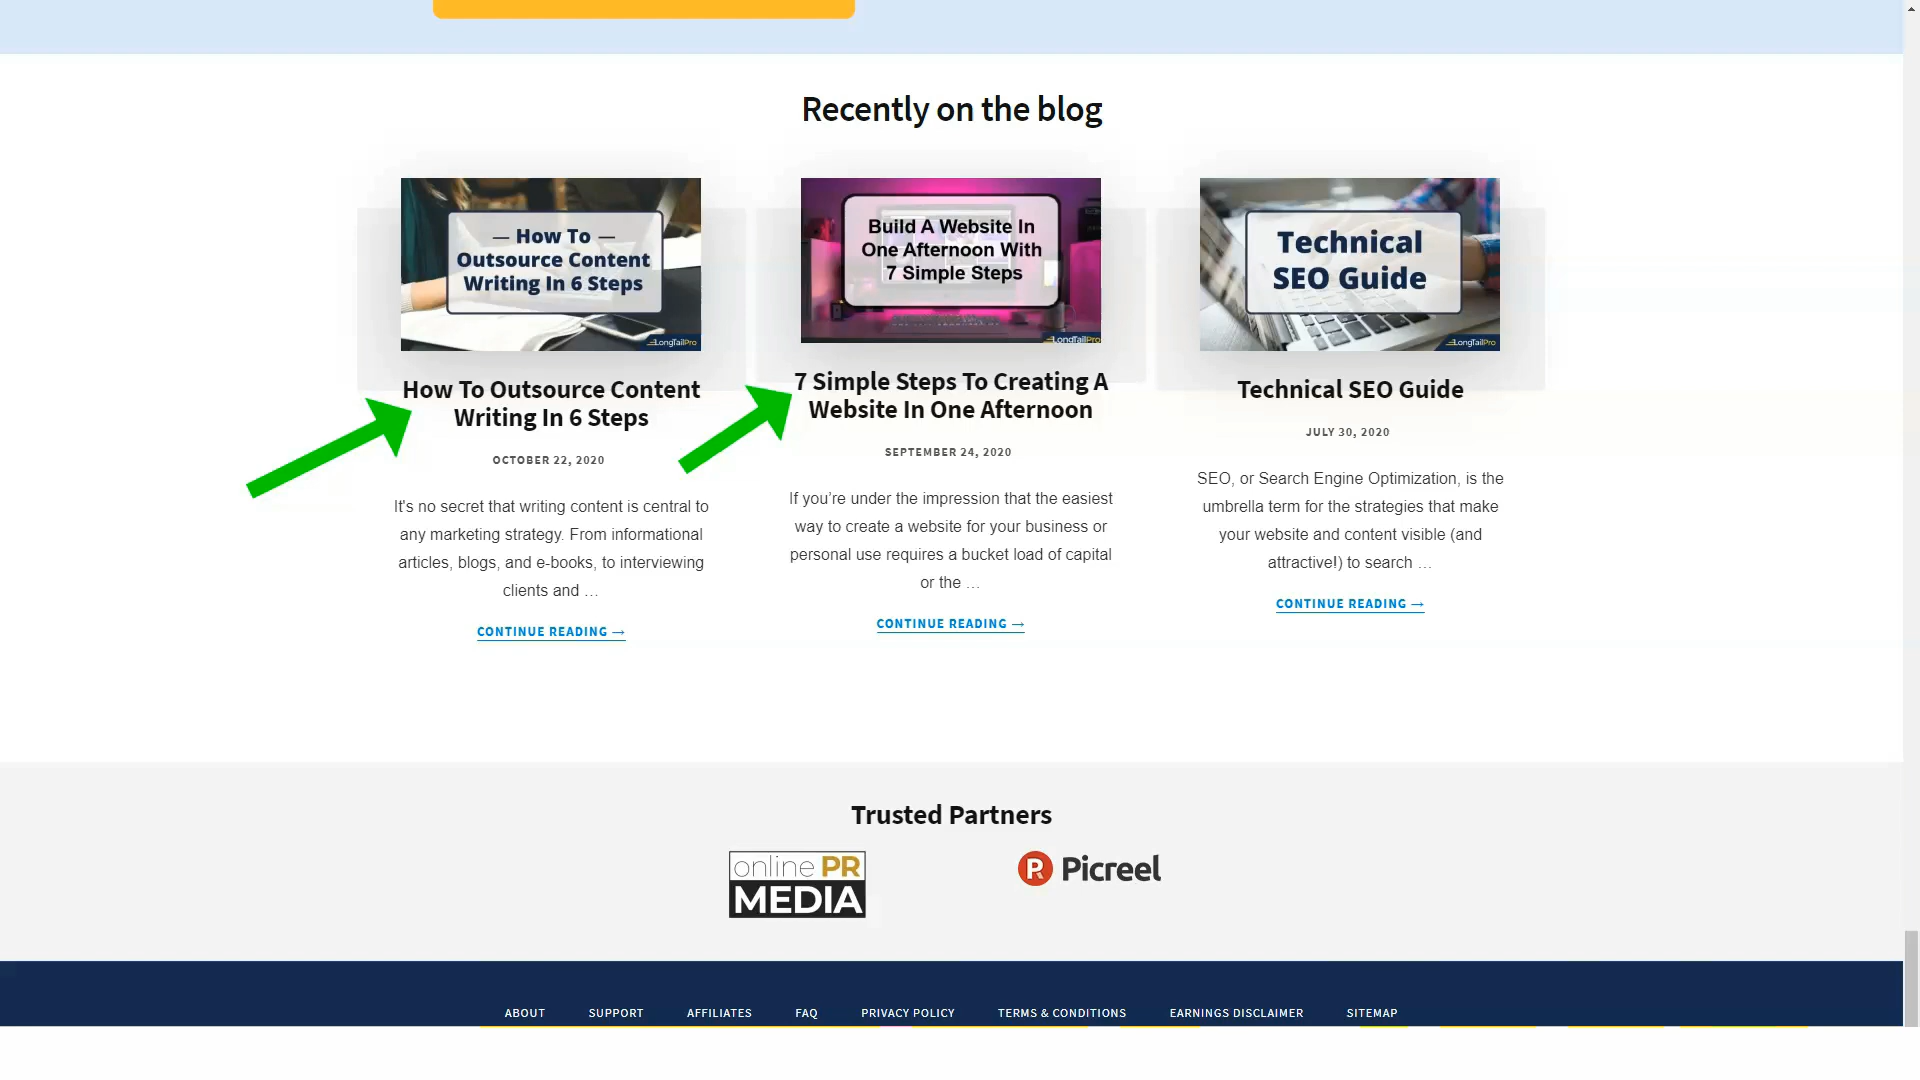 Recently on the blog
— How To —
Outsource Content
Writing In 6 Steps
LongTailPro
How To Outsource Content
Writing In 6 Steps
OCTOBER 22, 2020
It's no secret that writing content is central to
any marketing strategy. From informational
articles, blogs, and e-books, to interviewing
clients and …
CONTINUE READING →
Build A Website In
One Afternoon With
7 Simple Steps
LongTailPro
7 Simple Steps To Creating A
Website In One Afternoon
SEPTEMBER 24, 2020
If you’re under the impression that the easiest
way to create a website for your business or
personal use requires a bucket load of capital
or the …
CONTINUE READING →
Technical
SEO Guide
LongTailPro
Technical SEO Guide
JULY 30, 2020
SEO, or Search Engine Optimization, is the
umbrella term for the strategies that make
your website and content visible (and
attractive!) to search …
CONTINUE READING →
Trusted Partners
online PR
MEDIA
R Picreel
ABOUT SUPPORT AFFILIATES FAQ PRIVACY POLICY TERMS & CONDITIONS EARNINGS DISCLAIMER SITEMAP